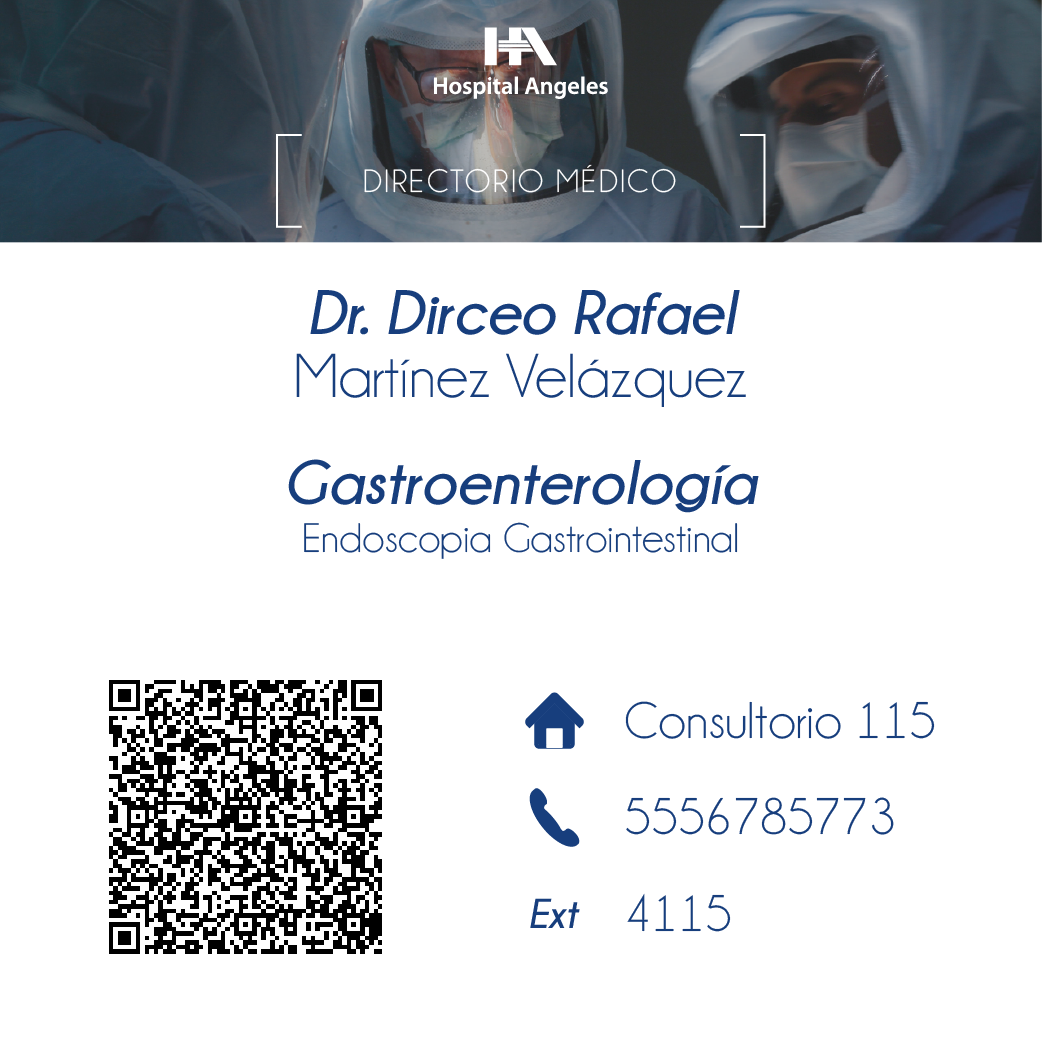 HA
Hospital Angeles
DIRECTORIO MÉDICO
Dr. Dirceo Rafael
Martínez Velázquez
Gastroenterología
Endoscopia Gastrointestinal
Consultorio 115
5556785773
Ext 4115